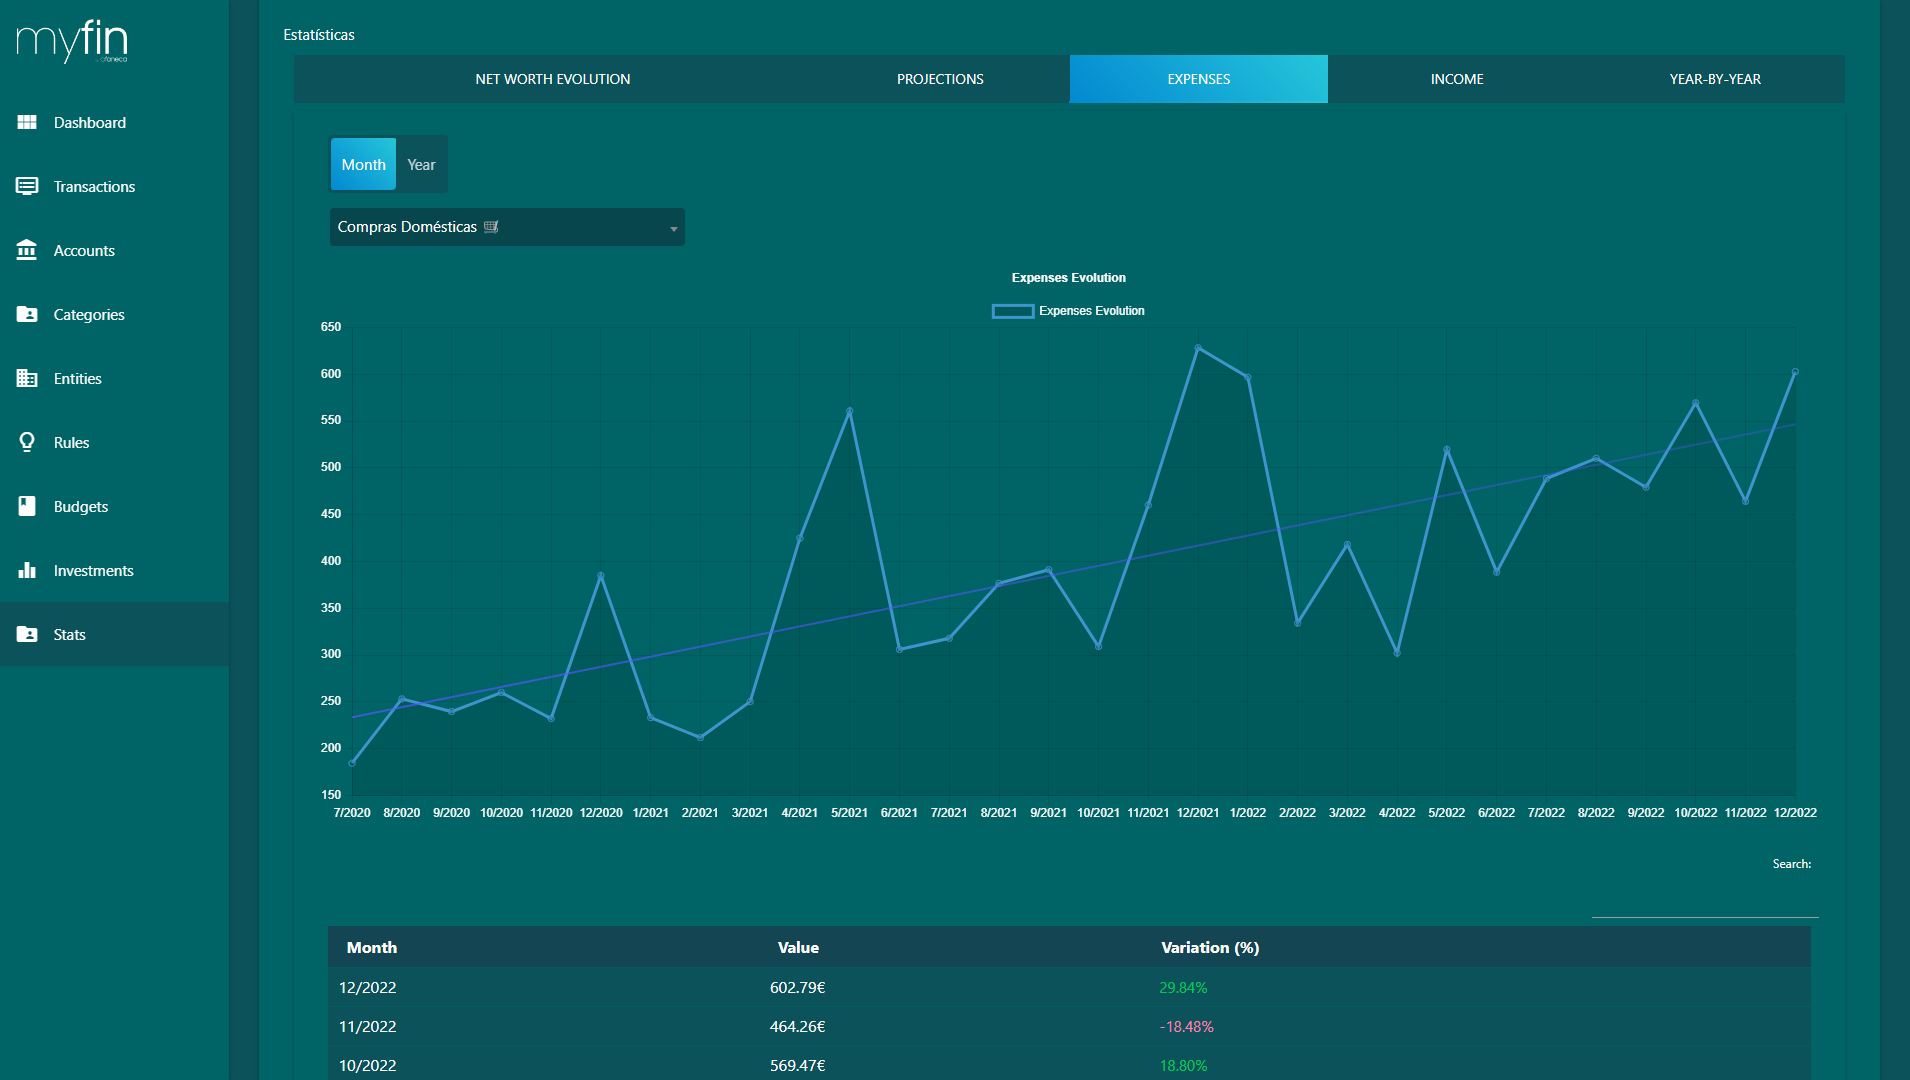 myfin
by afaneca
Dashboard
Transactions
Accounts
Categories
Entities
Rules
Budgets
Investments
Stats
Estatísticas
NET WORTH EVOLUTION PROJECTIONS EXPENSES INCOME YEAR-BY-YEAR
Month Year
Compras Domésticas 🛒
Expenses Evolution
Expenses Evolution
650
600
550
500
450
400
350
300
250
200
150
7/2020 8/2020 9/2020 10/2020 11/2020 12/2020 1/2021 2/2021 3/2021 4/2021 5/2021 6/2021 7/2021 8/2021 9/2021 10/2021 11/2021 12/2021 1/2022 2/2022 3/2022 4/2022 5/2022 6/2022 7/2022 8/2022 9/2022 10/2022 11/2022 12/2022
Search:
Month Value Variation (%)
12/2022 602.79€ 29.84%
11/2022 464.26€ -18.48%
10/2022 569.47€ 18.80%